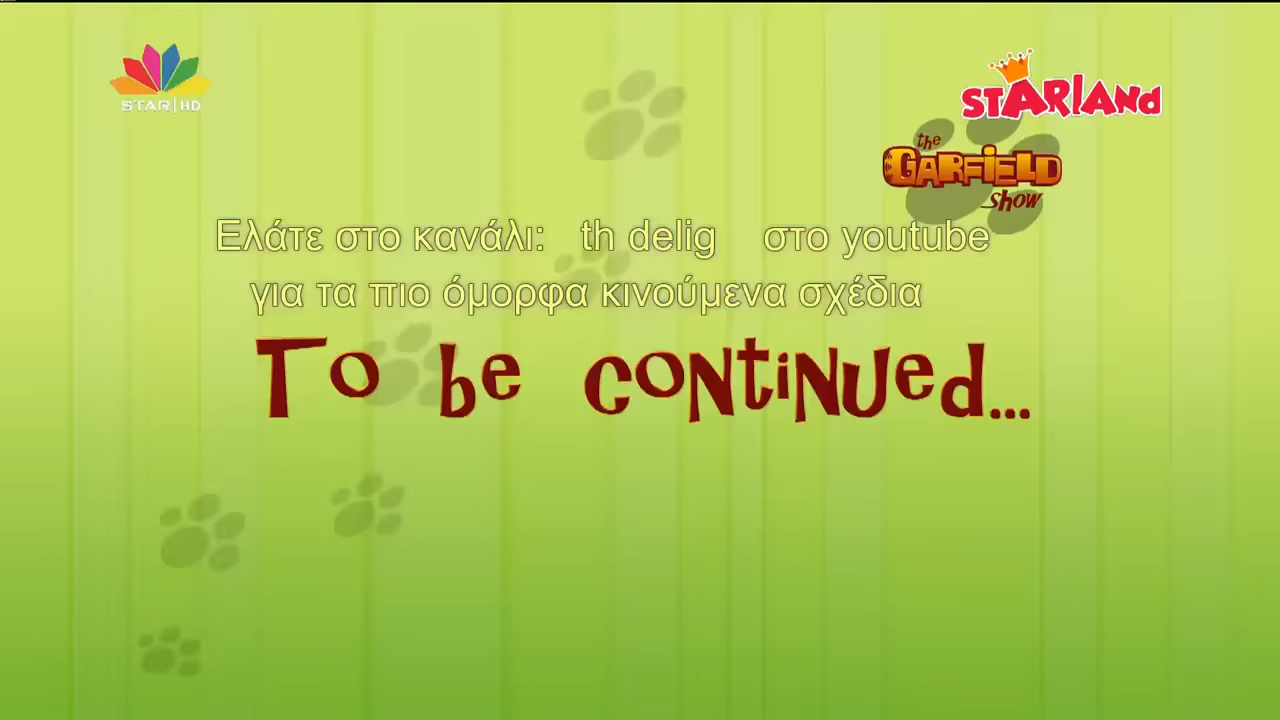 STAR|HD
STARLAND
the
GARFIELD
show
Ελάτε στο κανάλι: th delig στο youtube
για τα πιο όμορφα κινούμενα σχέδια
To be continued...